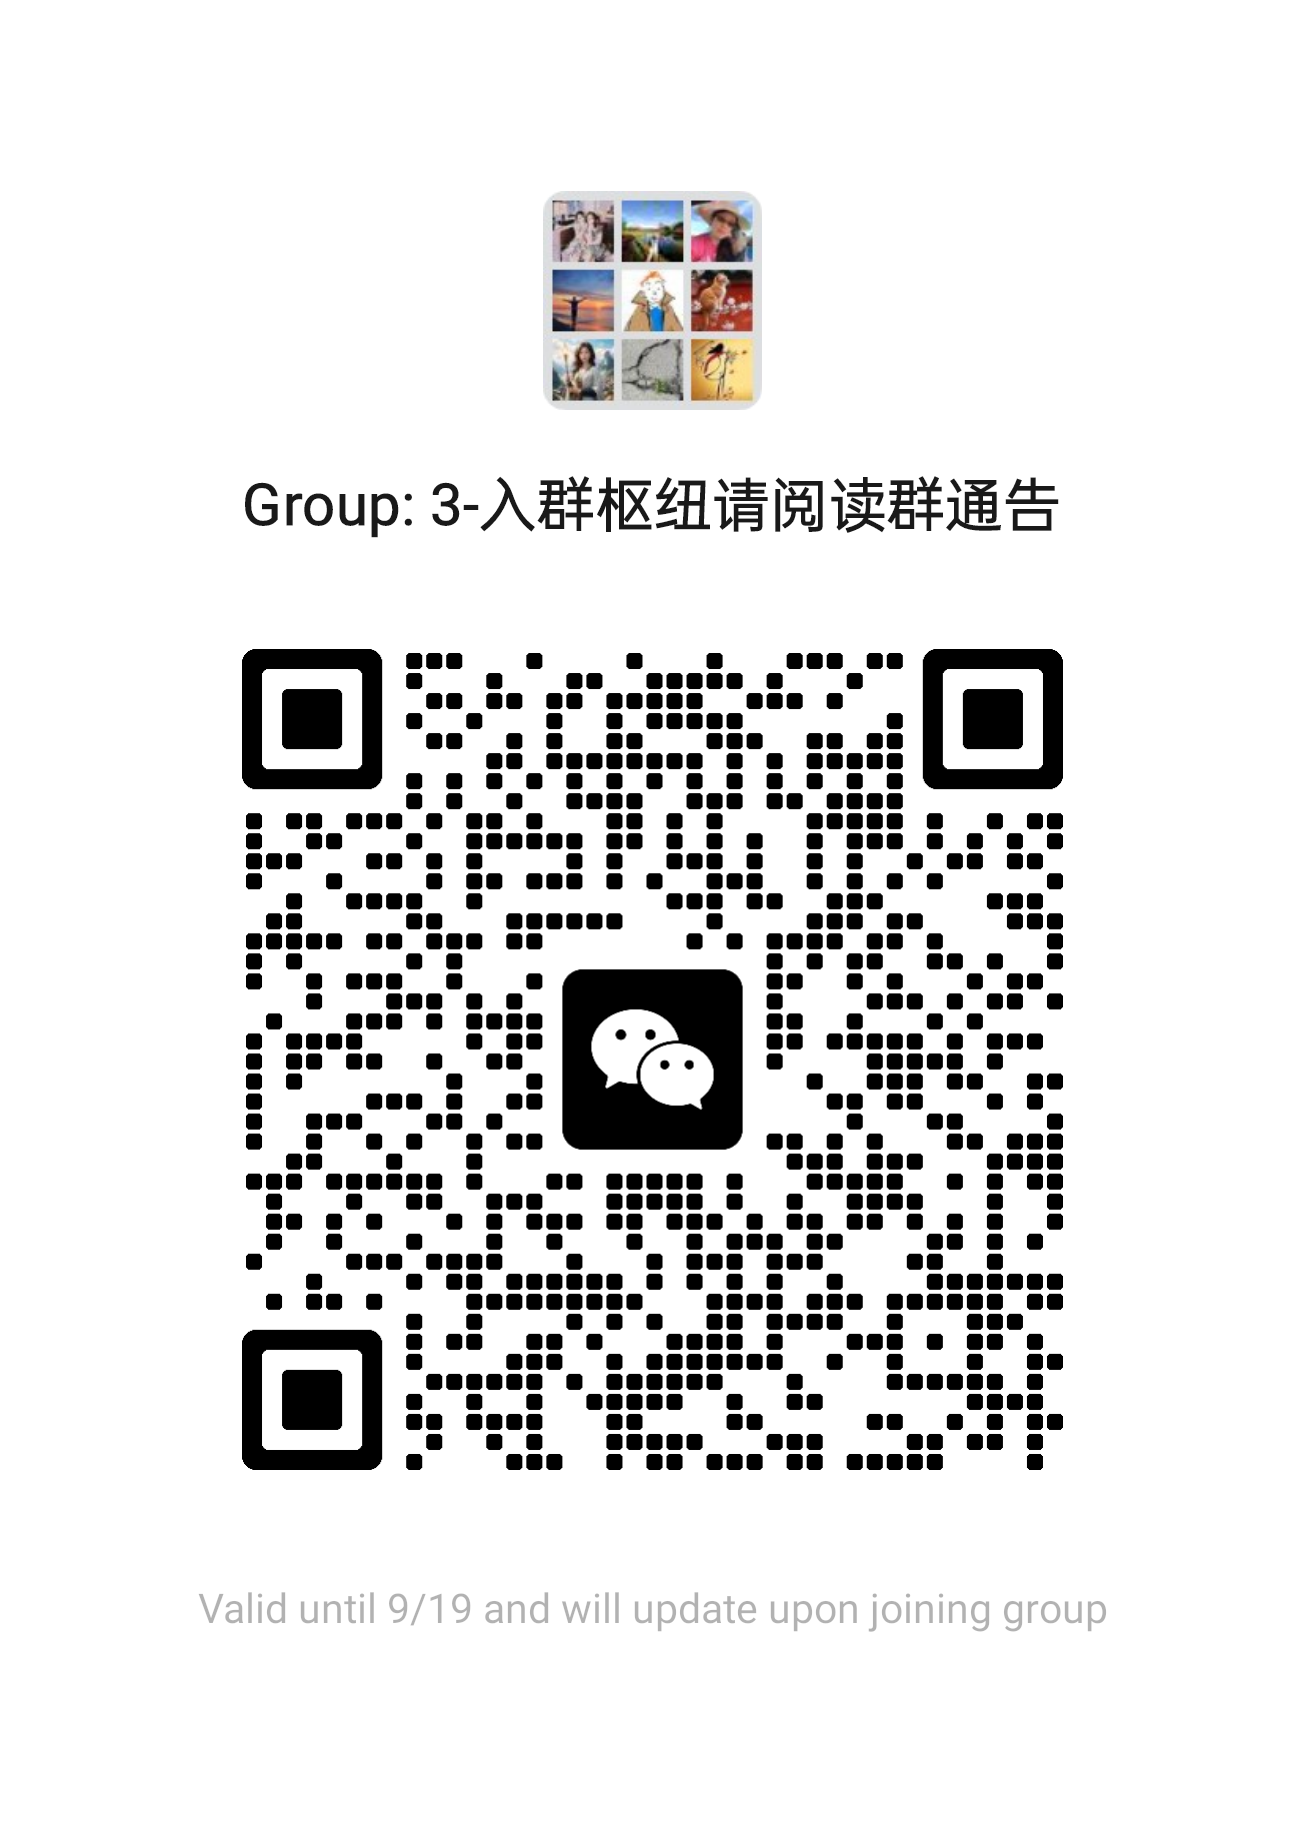 Group: 3-入群枢纽请阅读群通告
Valid until 9/19 and will update upon joining group